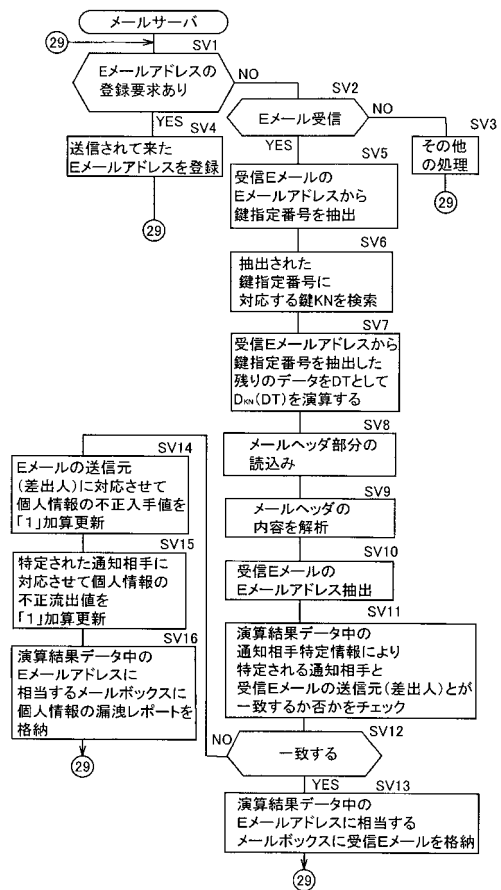 メールサーバ
29
SV1
Eメールアドレスの
登録要求あり
NO
YES
SV2
Eメール受信
NO
YES
SV3
その他
の処理
29
SV4
送信されて来た
Eメールアドレスを登録
29
SV5
受信Eメールの
Eメールアドレスから
鍵指定番号を抽出
SV6
抽出された
鍵指定番号に
対応する鍵KNを検索
SV7
受信Eメールアドレスから
鍵指定番号を抽出した
残りのデータをDTとして
DKN(DT)を演算する
SV8
メールヘッダ部分の
読込み
SV9
メールヘッダの
内容を解析
SV10
受信Eメールの
Eメールアドレス抽出
SV11
演算結果データ中の
通知相手特定情報により
特定される通知相手と
受信Eメールの送信元(差出人)とが
一致するか否かをチェック
SV12
一致する
NO
YES
SV13
演算結果データ中の
Eメールアドレスに相当する
メールボックスに受信Eメールを格納
29
SV14
Eメールの送信元
(差出人)に対応させて
個人情報の不正入手値を
「1」加算更新
SV15
特定された通知相手に
対応させて個人情報の
不正流出値を
「1」加算更新
SV16
演算結果データ中の
Eメールアドレスに
相当するメールボックスに
個人情報の漏洩レポートを
格納
29